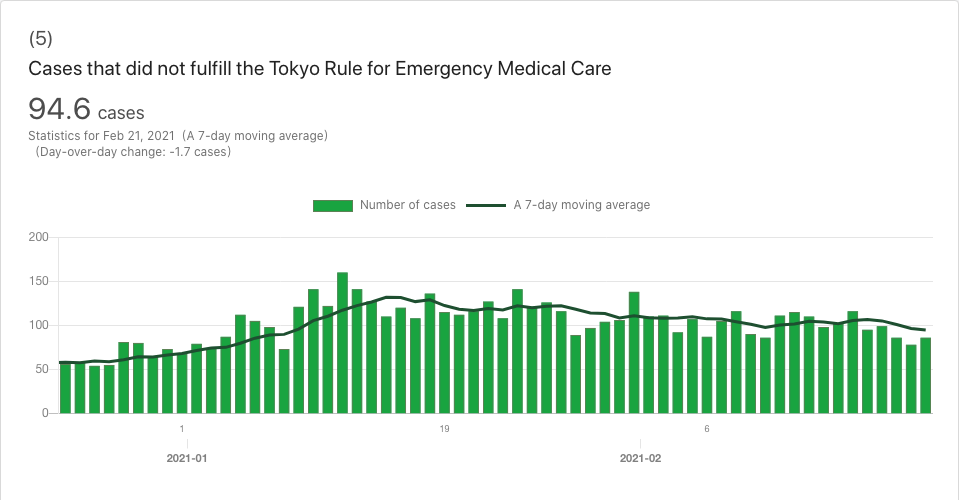 (5)
Cases that did not fulfill the Tokyo Rule for Emergency Medical Care
94.6 cases
Statistics for Feb 21, 2021 (A 7-day moving average)
(Day-over-day change: -1.7 cases)
Number of cases A 7-day moving average
200
150
100
50
0
1 19 6
2021-01 2021-02